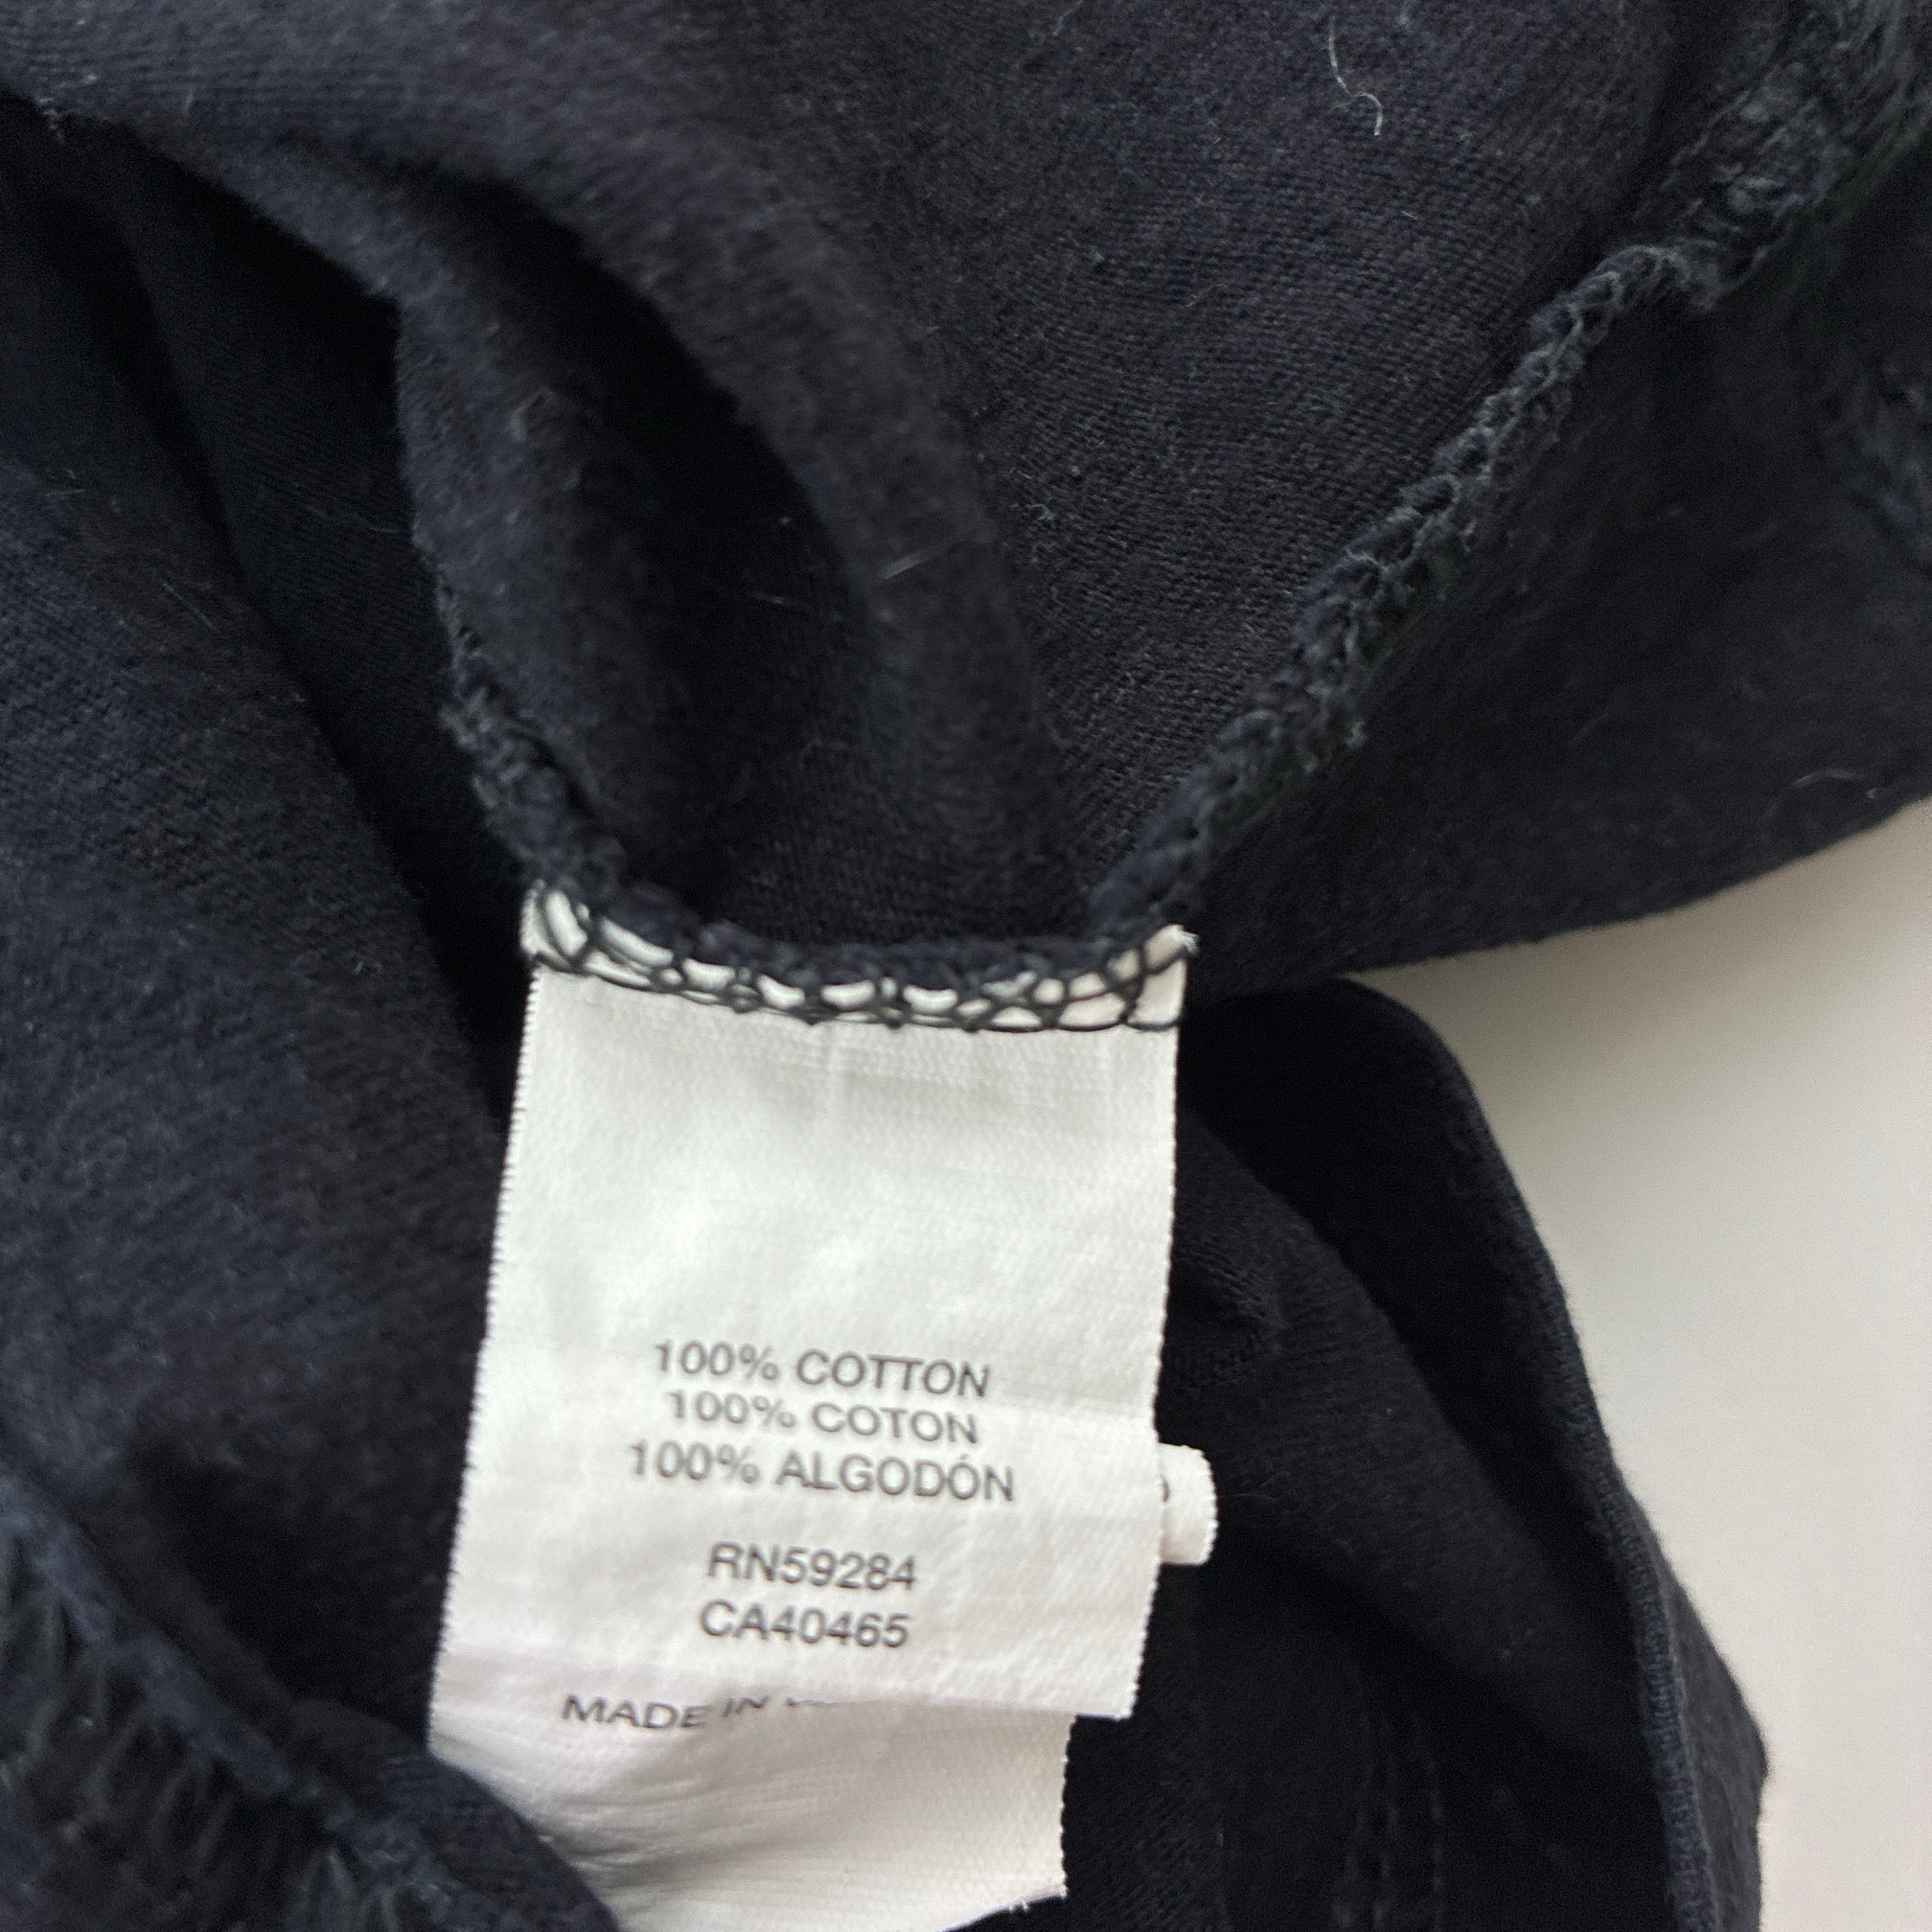 100% COTTON
100% COTON
100% ALGODÓN
RN59284
CA40465
MADE IN